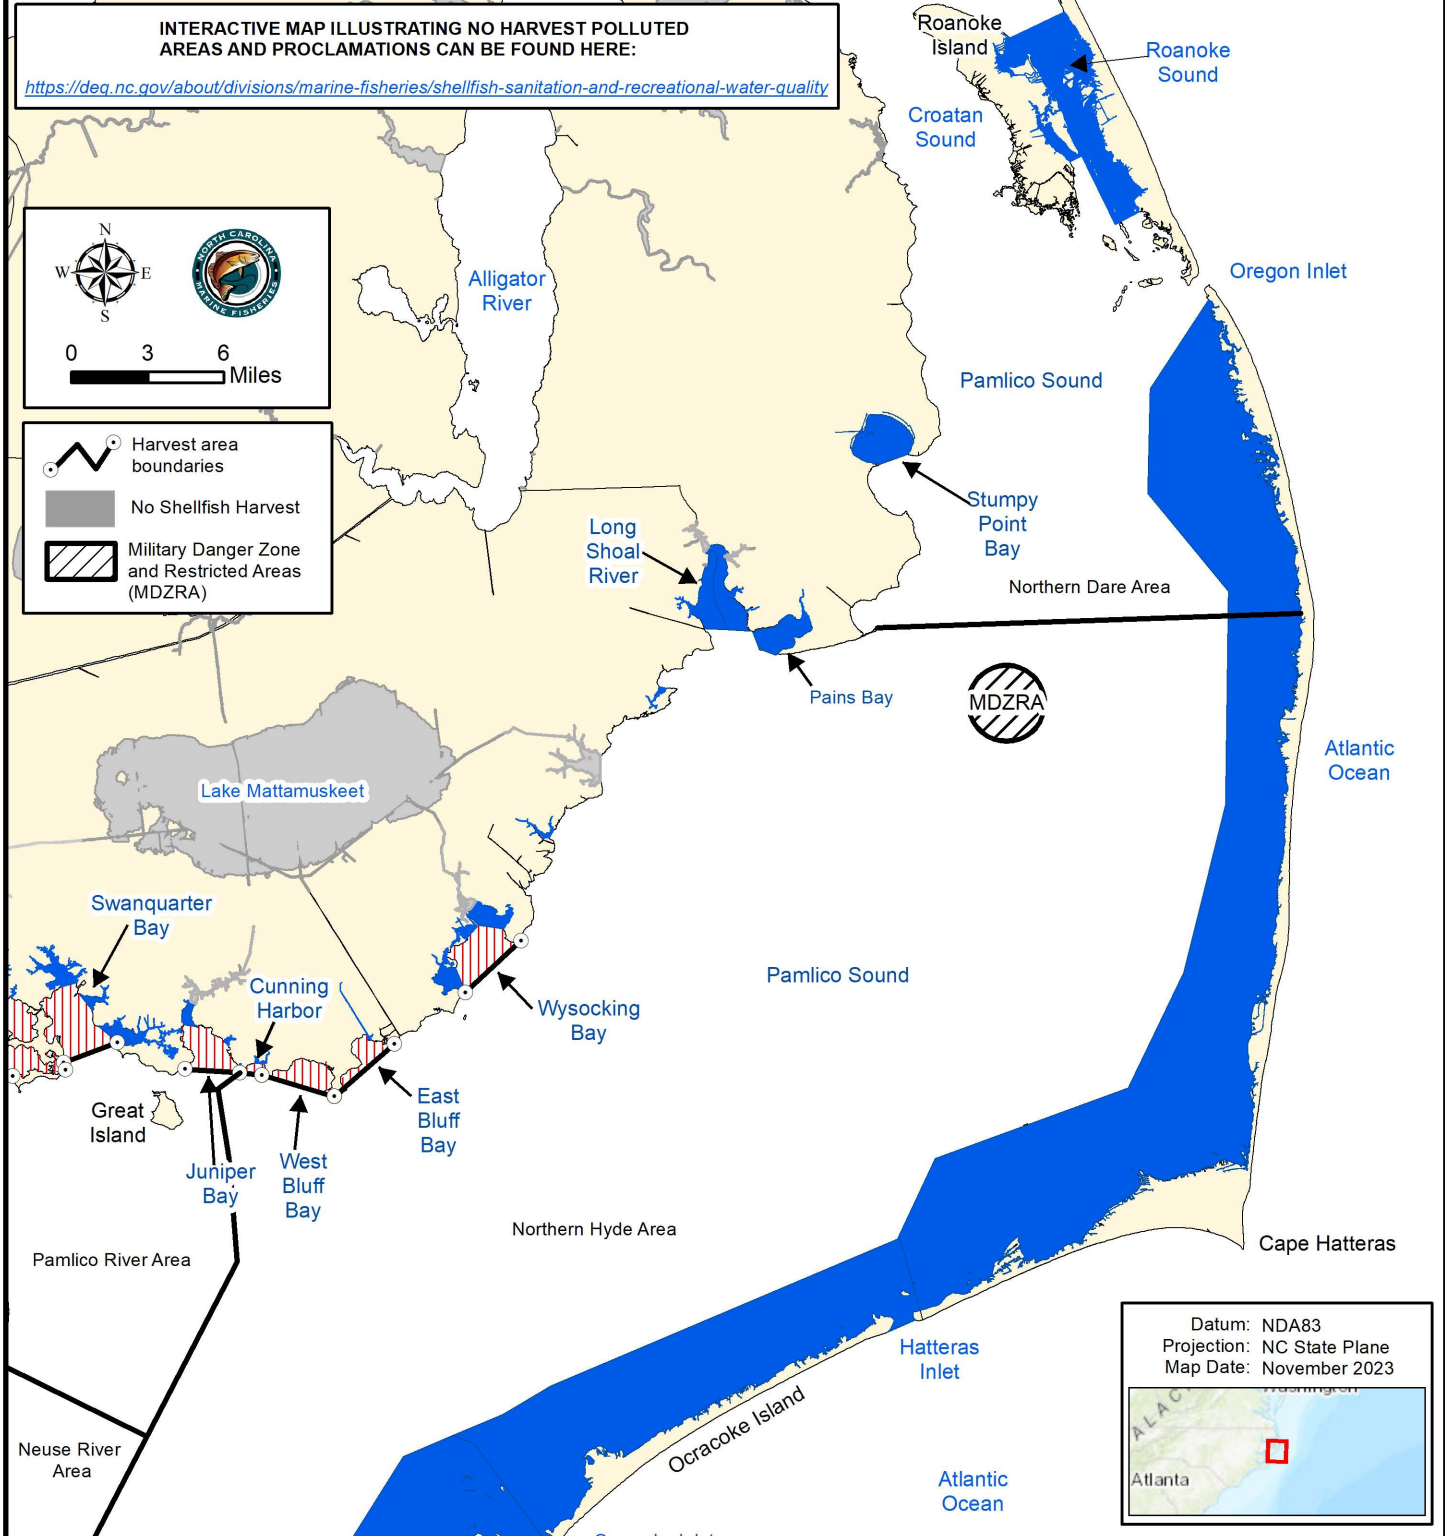 INTERACTIVE MAP ILLUSTRATING NO HARVEST POLLUTED
AREAS AND PROCLAMATIONS CAN BE FOUND HERE:
https://deq.nc.gov/about/divisions/marine-fisheries/shellfish-sanitation-and-recreational-water-quality
Roanoke
Island
Roanoke
Sound
Croatan
Sound
N
W E
S
NORTH CAROLINA
MARINE FISHERIES
0 3 6
Miles
Alligator
River
Oregon Inlet
Pamlico Sound
Harvest area
boundaries
No Shellfish Harvest
Military Danger Zone
and Restricted Areas
(MDZRA)
Stumpy
Point
Bay
Long
Shoal
River
Northern Dare Area
Pains Bay
MDZRA
Atlantic
Ocean
Lake Mattamuskeet
Swanquarter
Bay
Cunning
Harbor
Pamlico Sound
Wysocking
Bay
Great
Island
East
Bluff
Bay
Juniper
Bay
West
Bluff
Bay
Northern Hyde Area
Pamlico River Area
Cape Hatteras
Hatteras
Inlet
Ocracoke Island
Neuse River
Area
Atlantic
Ocean
Datum: NDA83
Projection: NC State Plane
Map Date: November 2023
Washington
ALAC
Atlanta